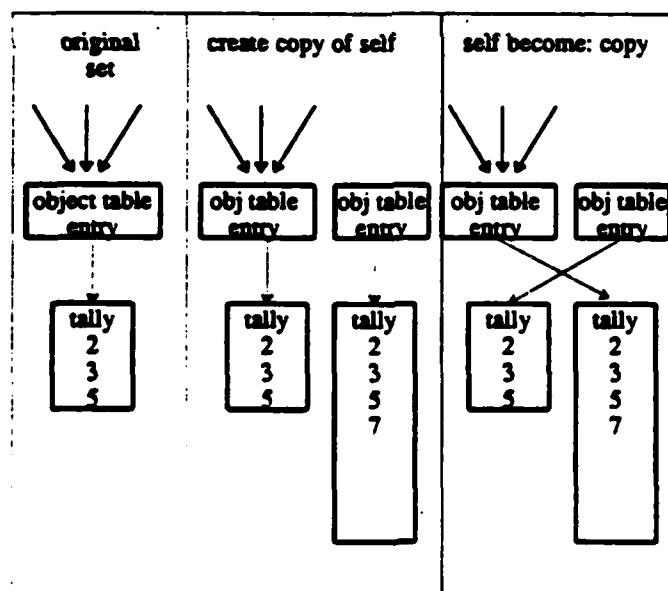 original
set
create copy of self
self become: copy
object table
entry
obj table
entry
obj table
entry
obj table
entry
obj table
entry
tally
2
3
5
tally
2
3
5
tally
2
3
5
7
tally
2
3
5
tally
2
3
5
7